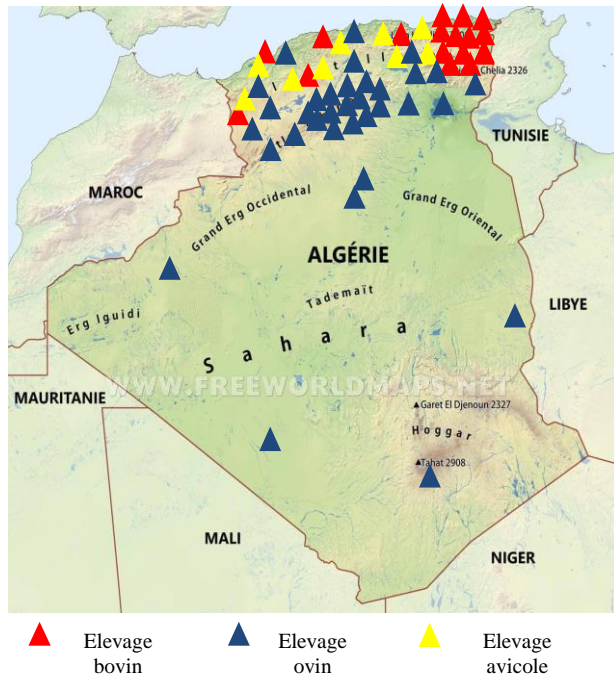 Chelia 2326
TUNISIE
MAROC
Grand Erg Occidental
Grand Erg Oriental
ALGÉRIE
Tademaït
Erg Iguidi
LIBYE
Sahara
WWW.FREEWORLDMAPS.NET
MAURITANIE
Garet El Djenoun 2327
Hoggar
Tahat 2908
MALI
NIGER
Elevage
bovin
Elevage
ovin
Elevage
avicole